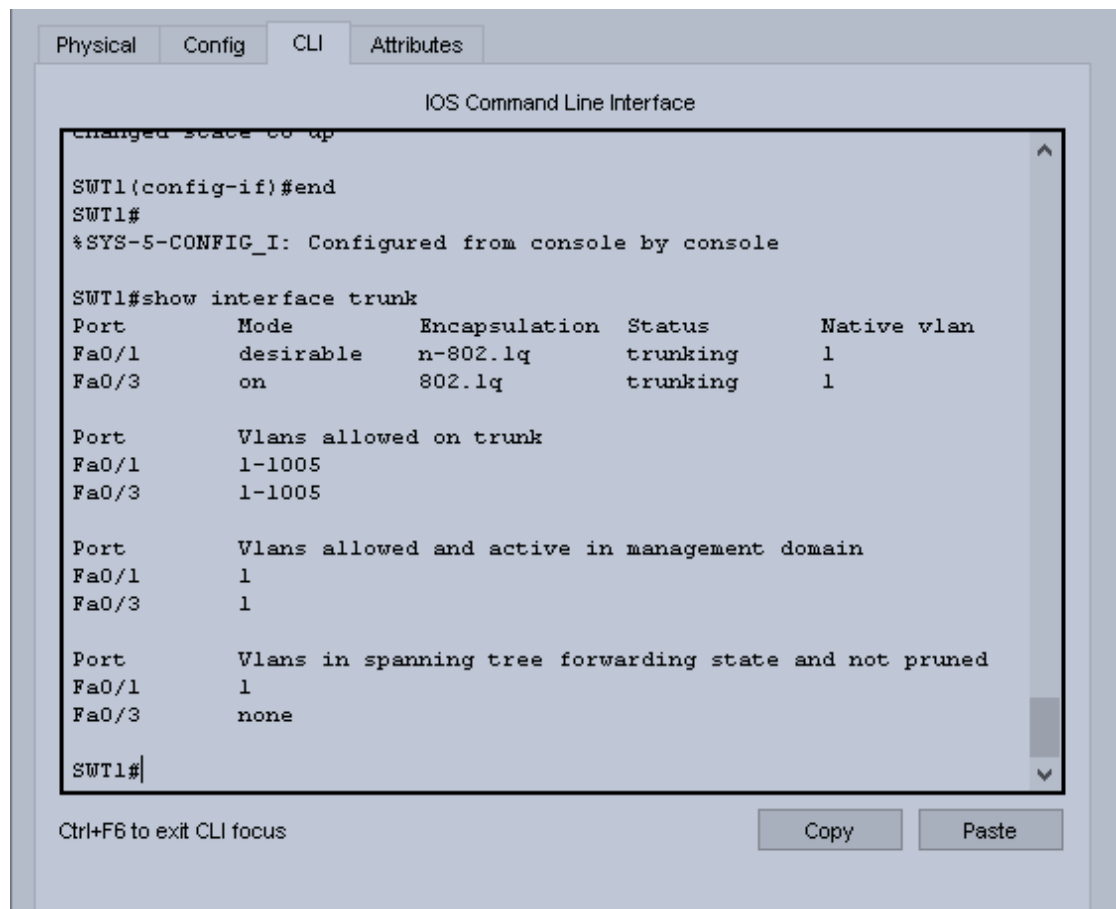 Physical Config CLI Attributes
IOS Command Line Interface
changed state to up
SWT1(config-if)#end
SWT1#
%SYS-5-CONFIG_I: Configured from console by console
SWT1#show interface trunk
Port Mode Encapsulation Status Native vlan
Fa0/1 desirable n-802.1q trunking 1
Fa0/3 on 802.1q trunking 1
Port Vlans allowed on trunk
Fa0/1 1-1005
Fa0/3 1-1005
Port Vlans allowed and active in management domain
Fa0/1 1
Fa0/3 1
Port Vlans in spanning tree forwarding state and not pruned
Fa0/1 1
Fa0/3 none
SWT1#
Ctrl+F6 to exit CLI focus
Copy Paste